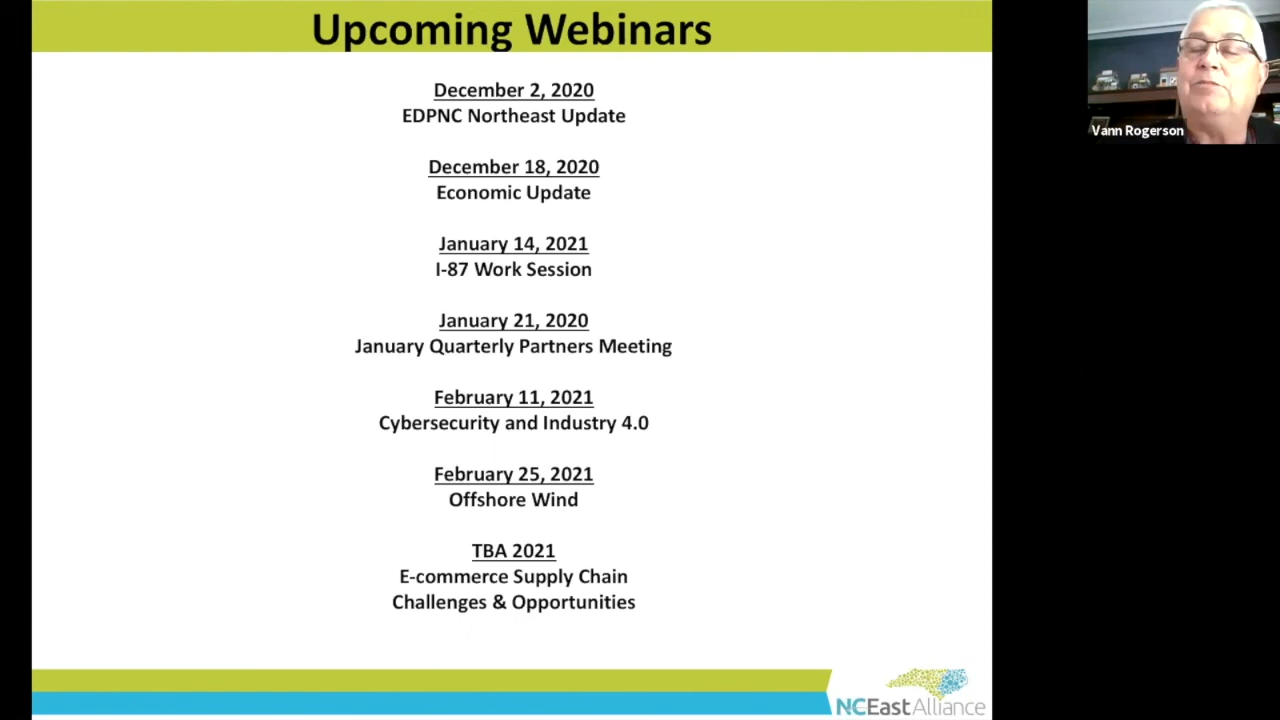 Upcoming Webinars
December 2, 2020
EDPNC Northeast Update
December 18, 2020
Economic Update
January 14, 2021
I-87 Work Session
January 21, 2020
January Quarterly Partners Meeting
February 11, 2021
Cybersecurity and Industry 4.0
February 25, 2021
Offshore Wind
TBA 2021
E-commerce Supply Chain
Challenges & Opportunities
NCEastAlliance
Vann Rogerson